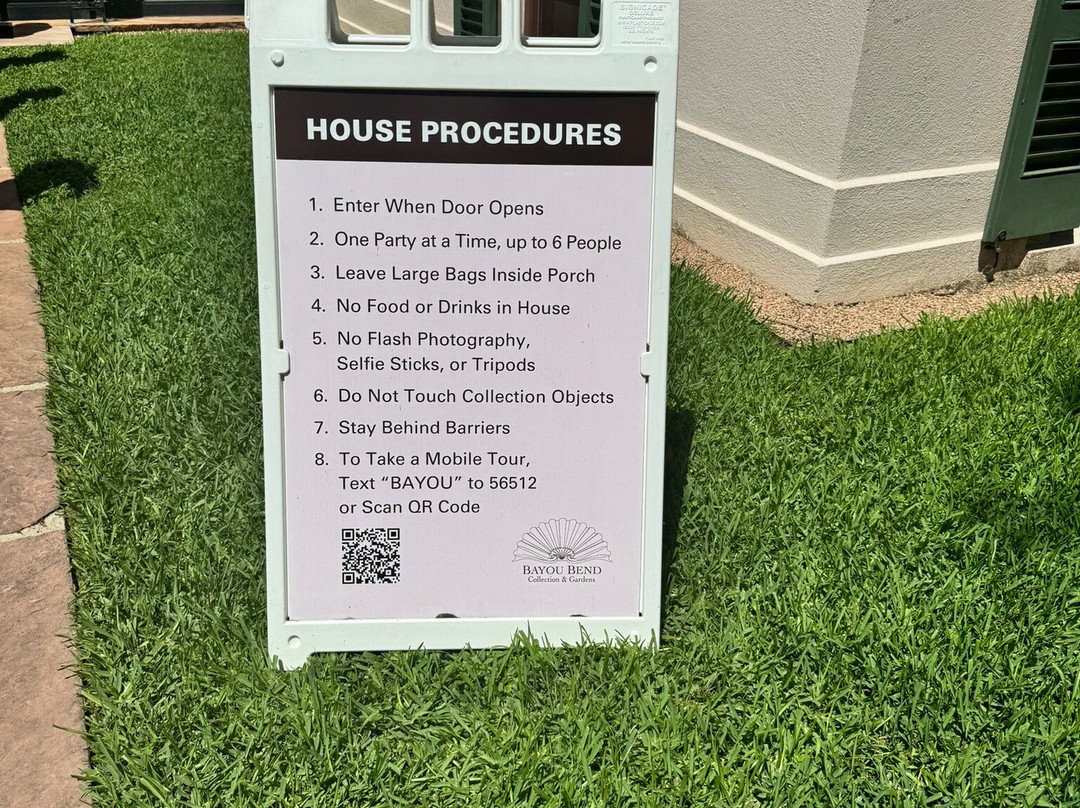 SIGNICADE
DELUXE
HOUSE PROCEDURES
1. Enter When Door Opens
2. One Party at a Time, up to 6 People
3. Leave Large Bags Inside Porch
4. No Food or Drinks in House
5. No Flash Photography,
Selfie Sticks, or Tripods
6. Do Not Touch Collection Objects
7. Stay Behind Barriers
8. To Take a Mobile Tour,
Text “BAYOU” to 56512
or Scan QR Code
BAYOU BEND
Collection & Gardens